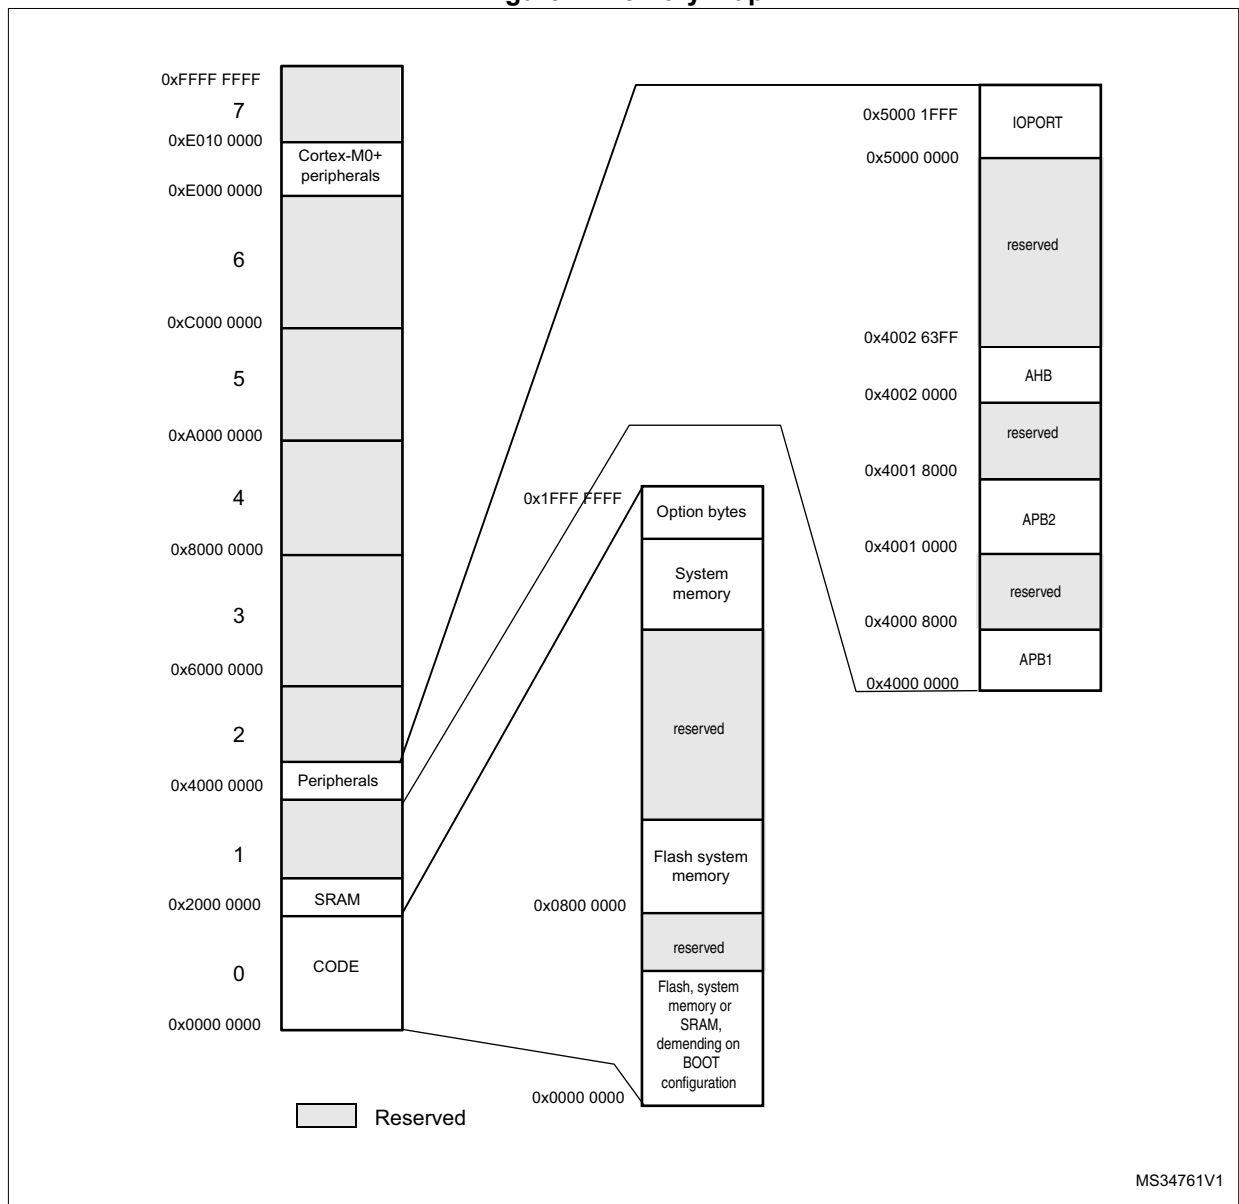 0xFFFF FFFF
7
0xE010 0000
Cortex-M0+
peripherals
0xE000 0000
6
0xC000 0000
5
0xA000 0000
4
0x8000 0000
3
0x6000 0000
2
Peripherals
0x4000 0000
1
SRAM
0x2000 0000
CODE
0
0x0000 0000
0x1FFF FFFF
Option bytes
System
memory
reserved
Flash system
memory
0x0800 0000
reserved
Flash, system
memory or
SRAM,
demending on
BOOT
configuration
0x0000 0000
0x5000 1FFF
IOPORT
0x5000 0000
reserved
0x4002 63FF
AHB
0x4002 0000
reserved
0x4001 8000
APB2
0x4001 0000
reserved
0x4000 8000
APB1
0x4000 0000
Reserved
MS34761V1